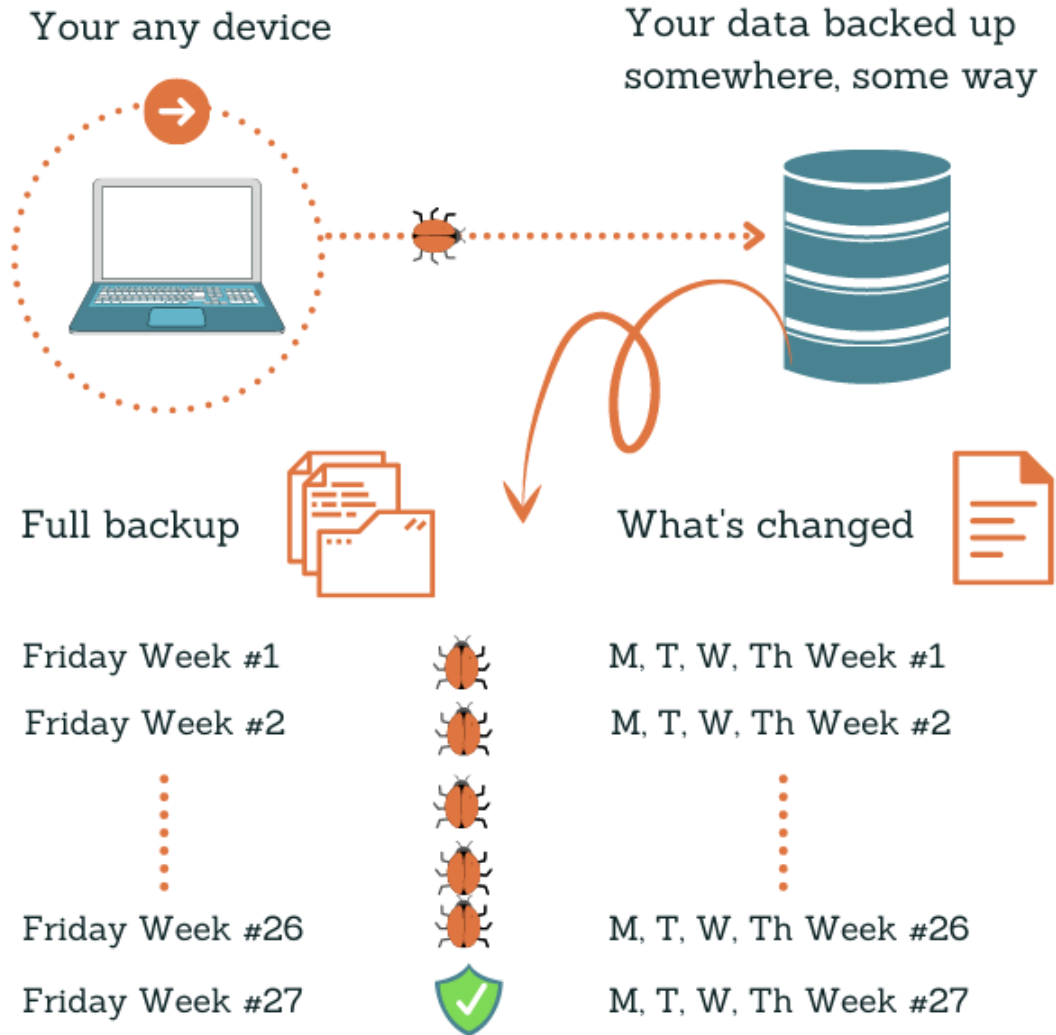 Your any device
Your data backed up
somewhere, some way
Full backup
What's changed
Friday Week #1
M, T, W, Th Week #1
Friday Week #2
M, T, W, Th Week #2
Friday Week #26
M, T, W, Th Week #26
Friday Week #27
M, T, W, Th Week #27